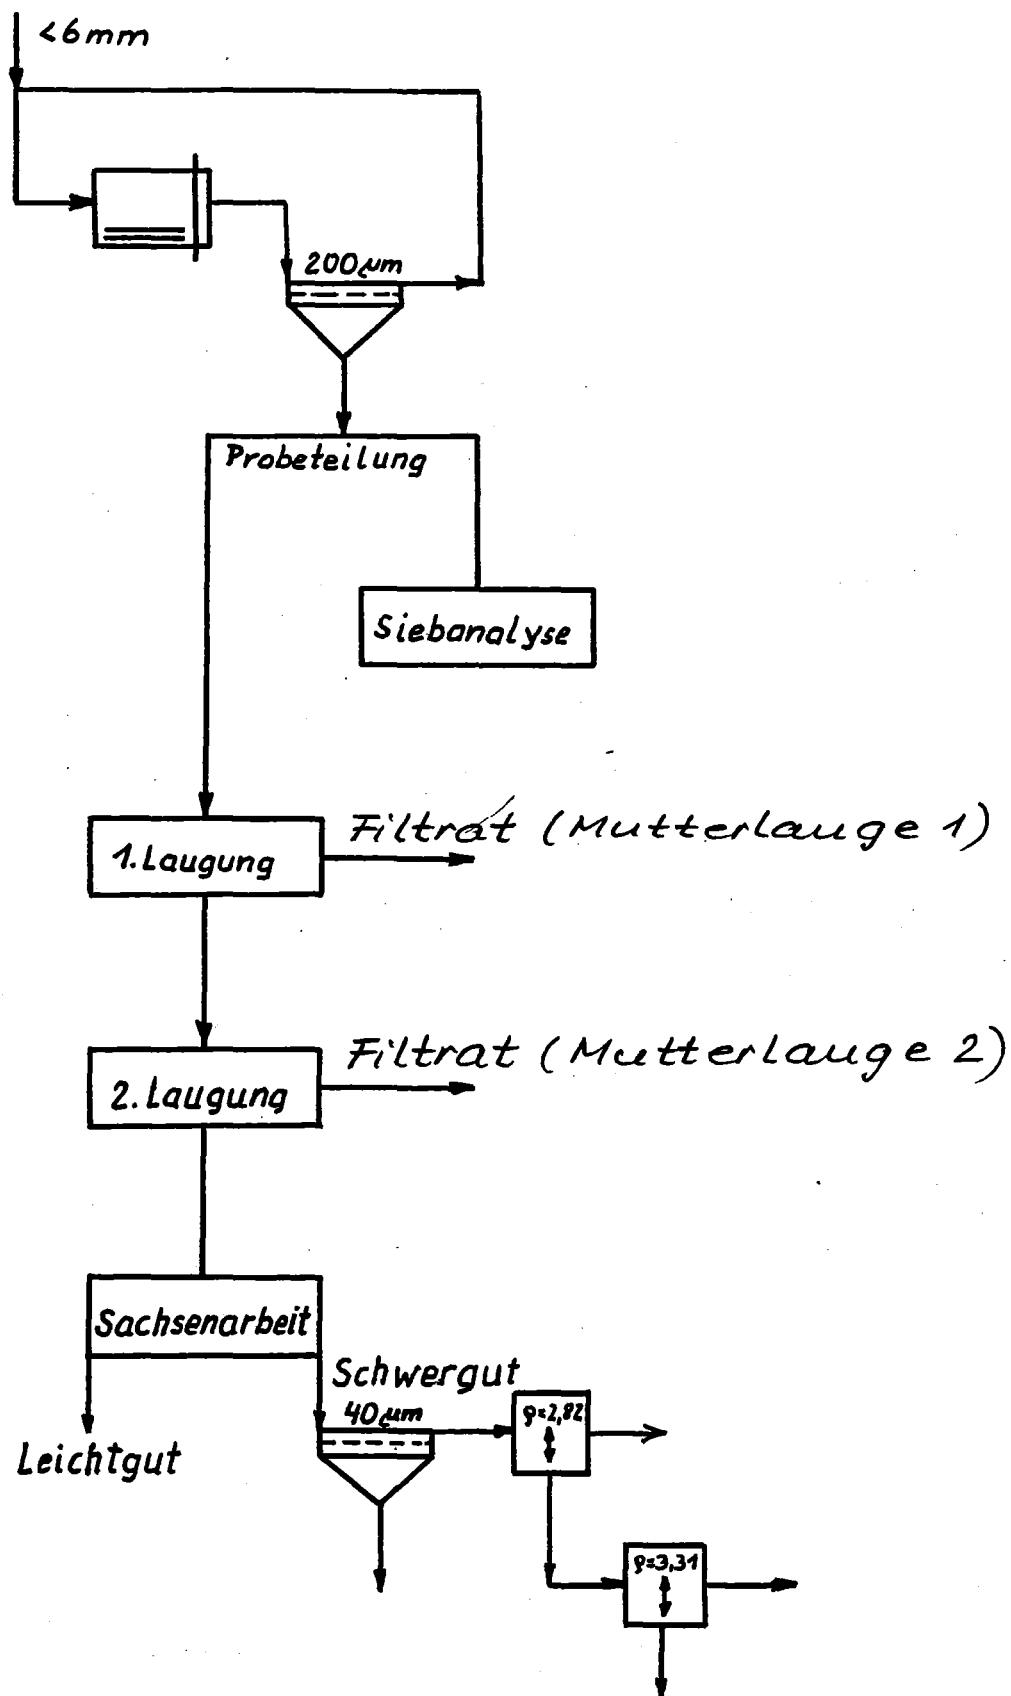 <6mm
200µm
Probeteilung
Siebanalyse
Filtrat (Mutterlauge 1)
1. Laugung
Filtrat (Mutterlauge 2)
2. Laugung
Sachsenarbeit
Schwergut
40µm
ρ=2,82
Leichtgut
ρ=3,31